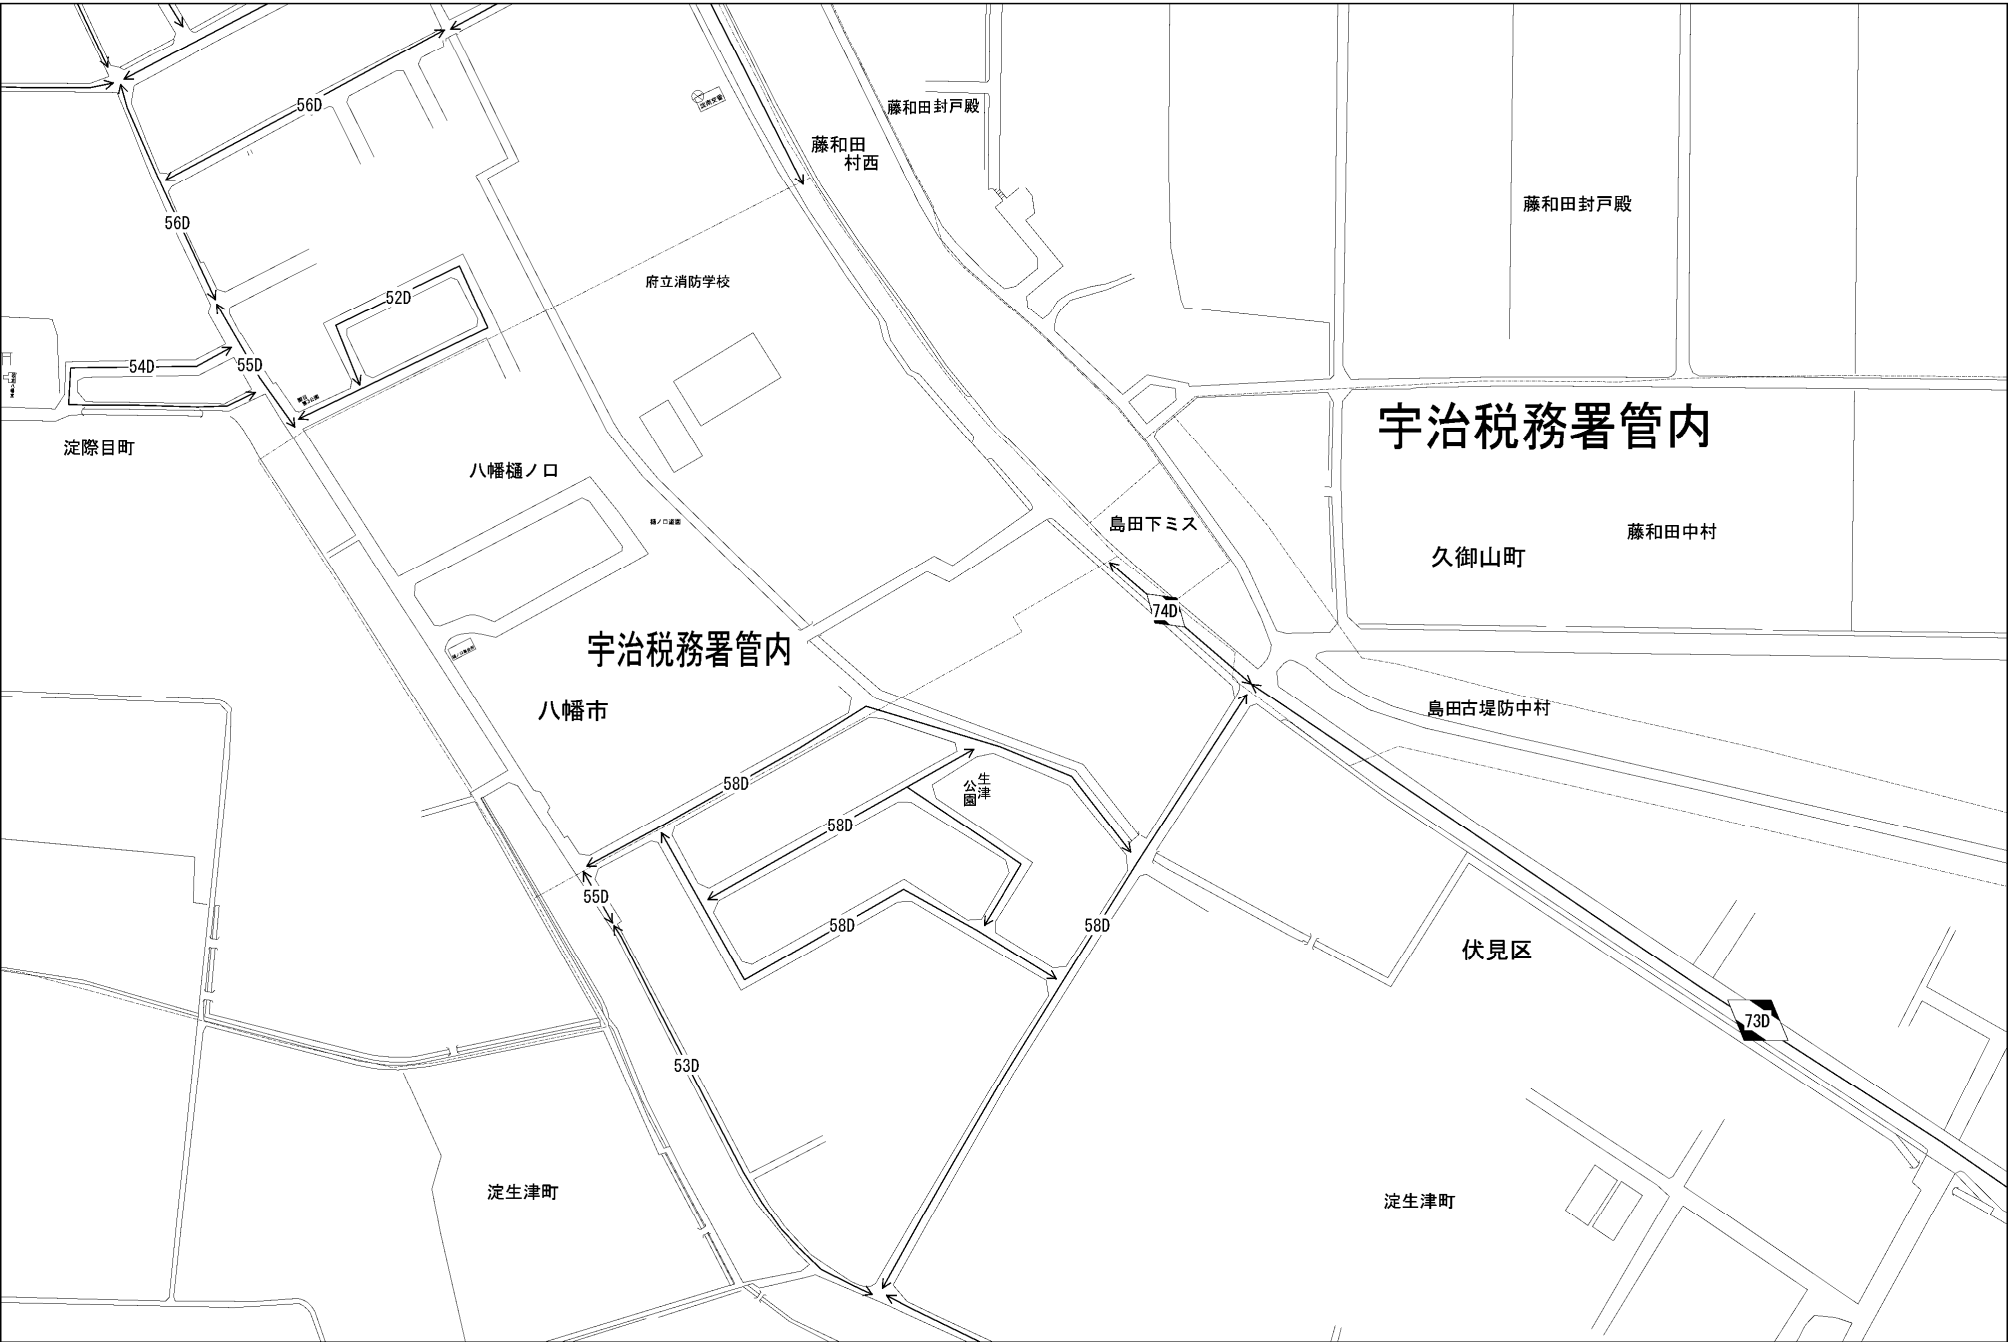 56D
藤和田封戸殿
藤和田
村西
藤和田封戸殿
56D
府立消防学校
52D
54D
55D
宇治税務署管内
淀際目町
八幡樋ノ口
島田下ミス
藤和田中村
久御山町
74D
宇治税務署管内
八幡市
島田古堤防中村
58D
生津
公園
58D
55D
58D
58D
伏見区
73D
53D
淀生津町
淀生津町